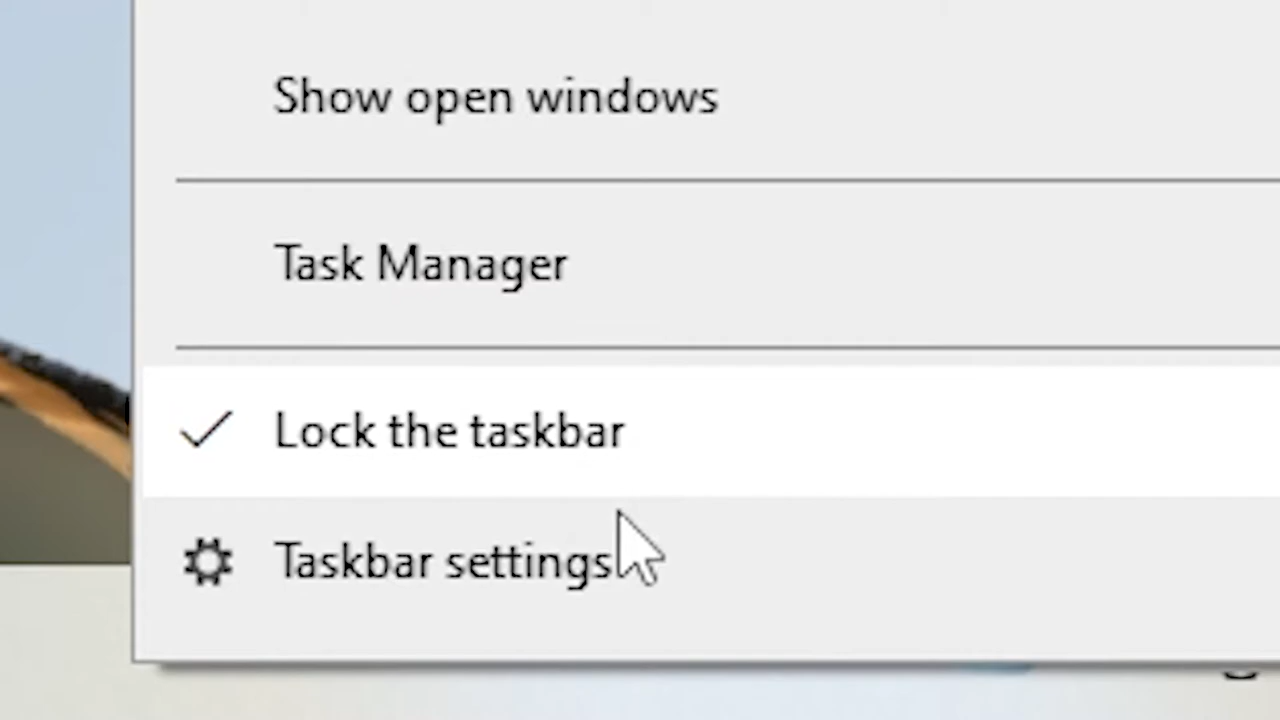 Show open windows
Task Manager
Lock the taskbar
Taskbar settings